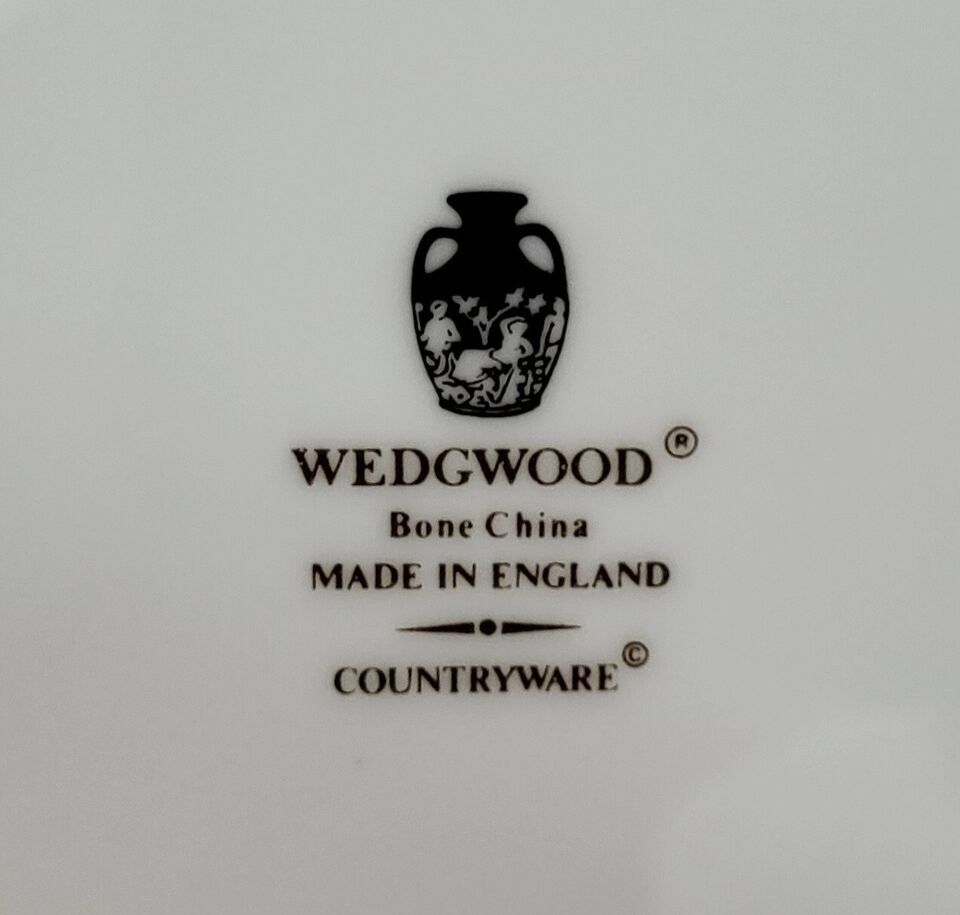 WEDGWOOD ®
Bone China
MADE IN ENGLAND
COUNTRYWARE ©